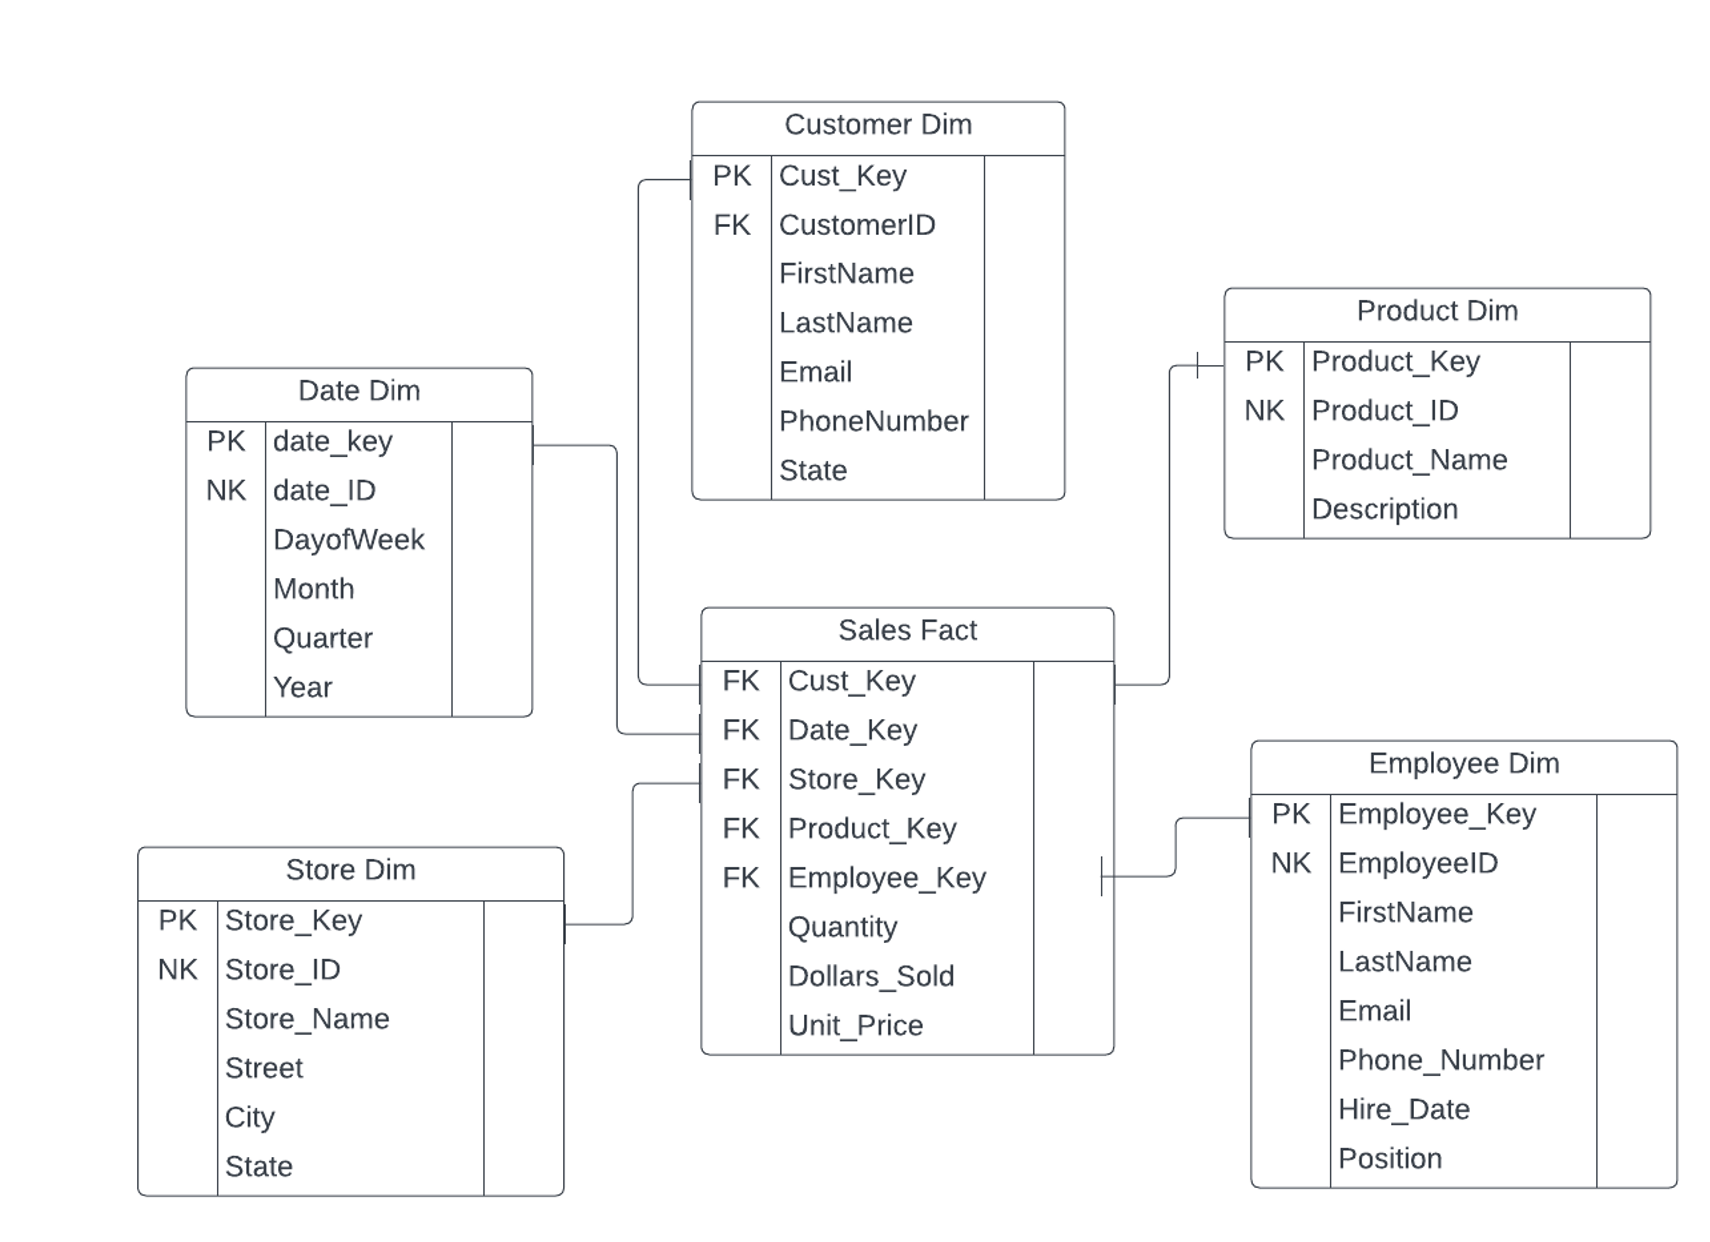 Customer Dim
PK Cust_Key
FK CustomerID
FirstName
LastName
Email
PhoneNumber
State
Product Dim
PK Product_Key
NK Product_ID
Product_Name
Description
Date Dim
PK date_key
NK date_ID
DayofWeek
Month
Quarter
Year
Sales Fact
FK Cust_Key
FK Date_Key
FK Store_Key
FK Product_Key
FK Employee_Key
Quantity
Dollars_Sold
Unit_Price
Employee Dim
PK Employee_Key
NK EmployeeID
FirstName
LastName
Email
Phone_Number
Hire_Date
Position
Store Dim
PK Store_Key
NK Store_ID
Store_Name
Street
City
State